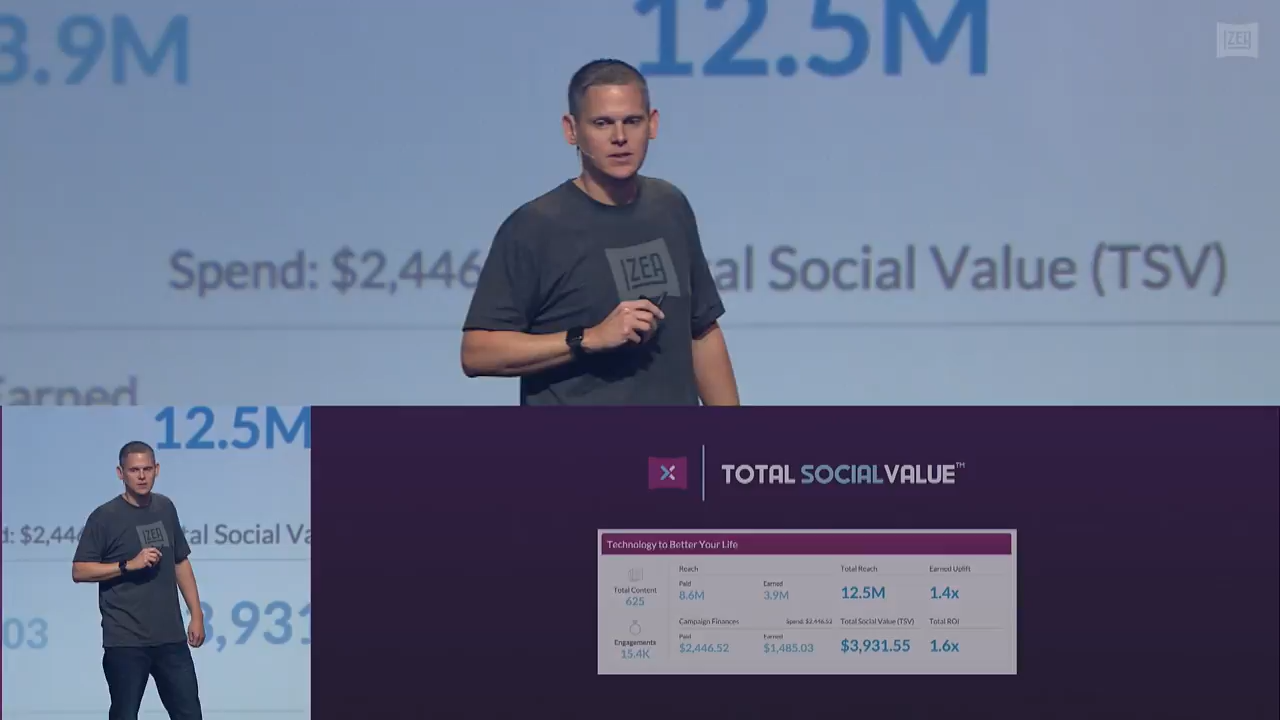 3.9M
12.5M
IZEA
Spend: $2,446
al Social Value (TSV)
IZEA
Earned
12.5M
d: $2,44
tal Social Va
IZEA
03
3,931
TOTAL SOCIALVALUE™
Technology to Better Your Life
Total Content
625
Engagements
15.4K
Reach
Paid
8.6M
Earned
3.9M
Total Reach
12.5M
Earned Uplift
1.4x
Campaign Finances
Spend: $2,446.52
Paid
$2,446.52
Earned
$1,485.03
Total Social Value (TSV)
$3,931.55
Total ROI
1.6x